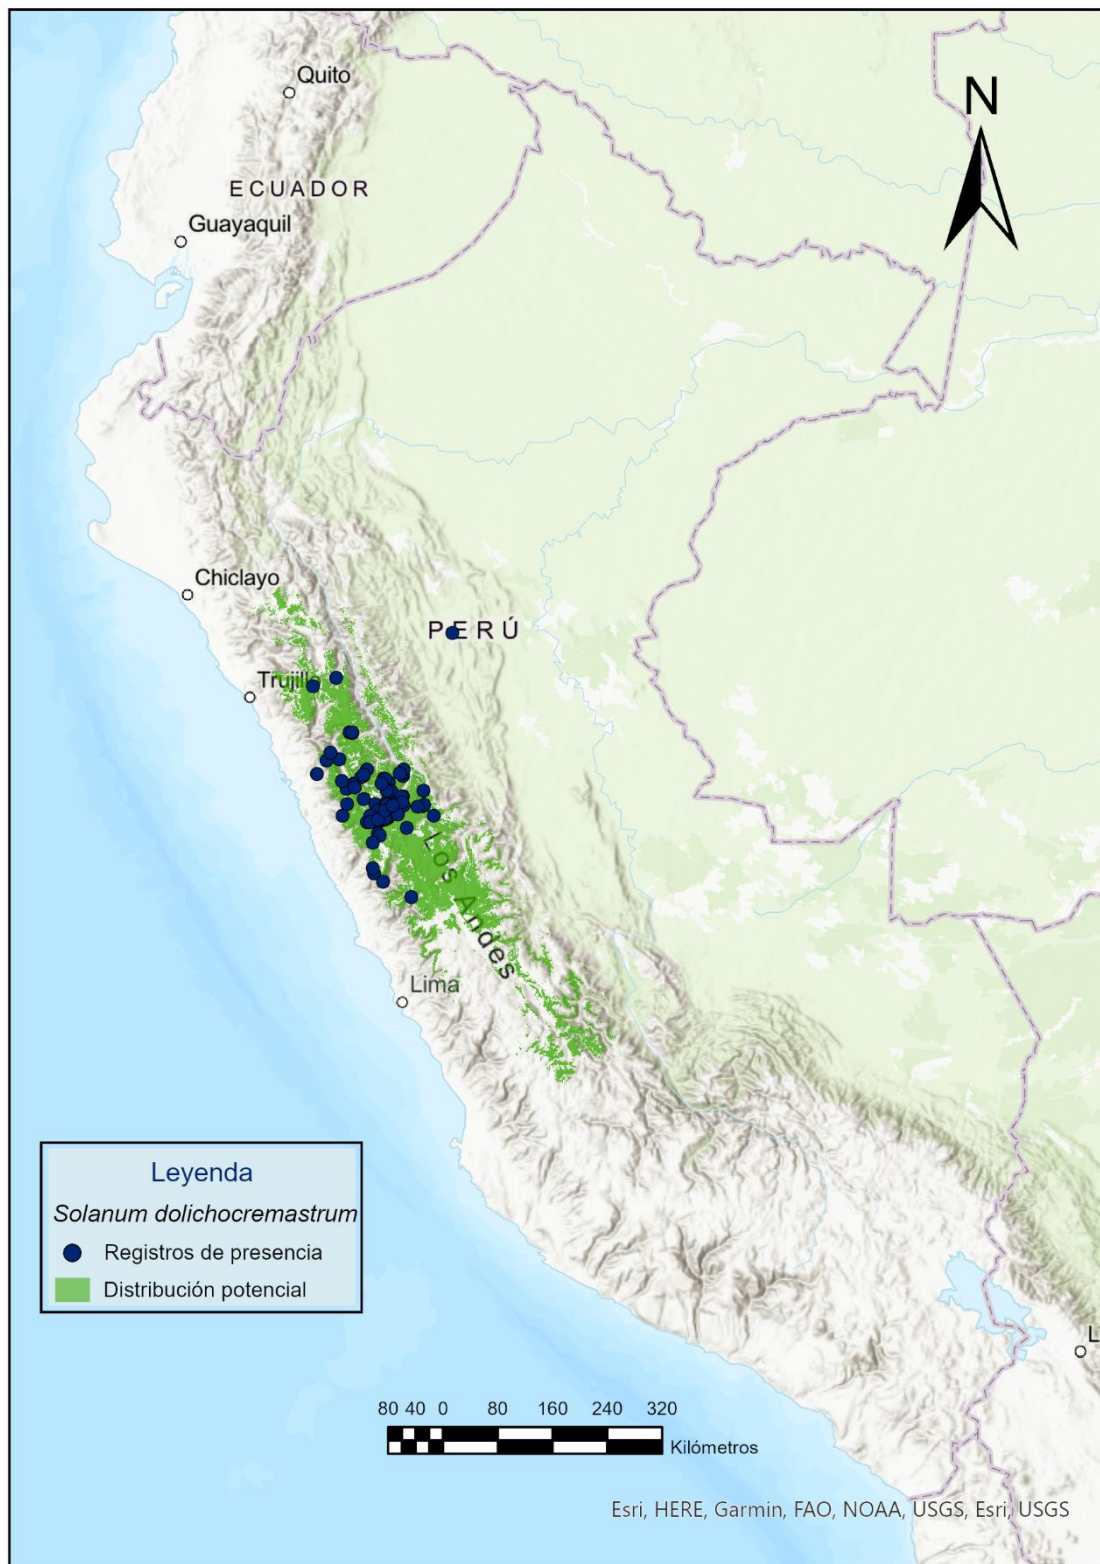 Quito
N
ECUADOR
Guayaquil
Chiclayo
PERÚ
Trujillo
Los Andes
Lima
Leyenda
Solanum dolichocremastrum
Registros de presencia
Distribución potencial
L
80 40 0 80 160 240 320
Kilómetros
Esri, HERE, Garmin, FAO, NOAA, USGS, Esri, USGS